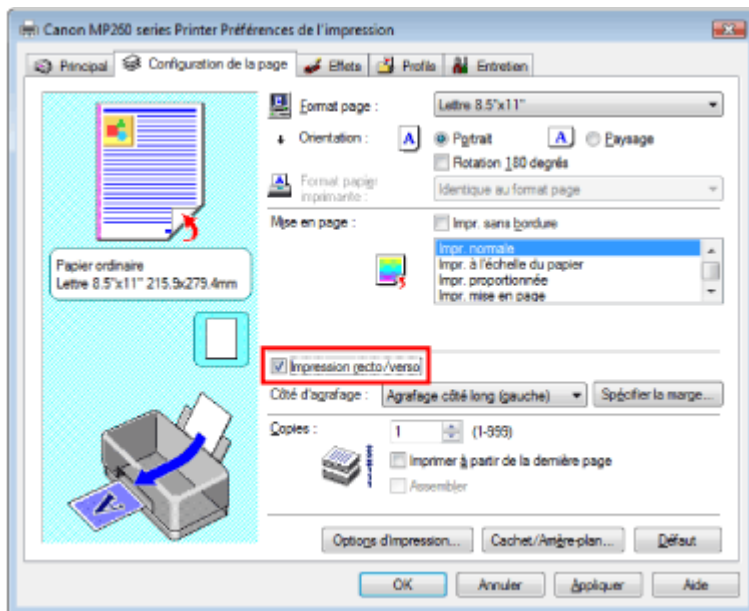 Canon MP260 series Printer Préférences de l'impression
Principal Configuration de la page Effets Profils Entretien
Format page : Lettre 8.5"x11"
Orientation : A Portrait A Paysage
Rotation 180 degrés
Format papier imprimante : Identique au format page
Mise en page : Impr. sans bordure
Impr. normale
Impr. à l'échelle du papier
Impr. proportionnée
Impr. mise en page
Papier ordinaire
Lettre 8.5"x11" 215.9x279.4mm
Impression recto/verso
Côté d'agrafage : Agrafage côté long (gauche) Spécifier la marge...
Copies : 1 (1-999)
Imprimer à partir de la dernière page
Assembler
Options d'impression... Cachet/Arrière-plan... Défaut
OK Annuler Appliquer Aide